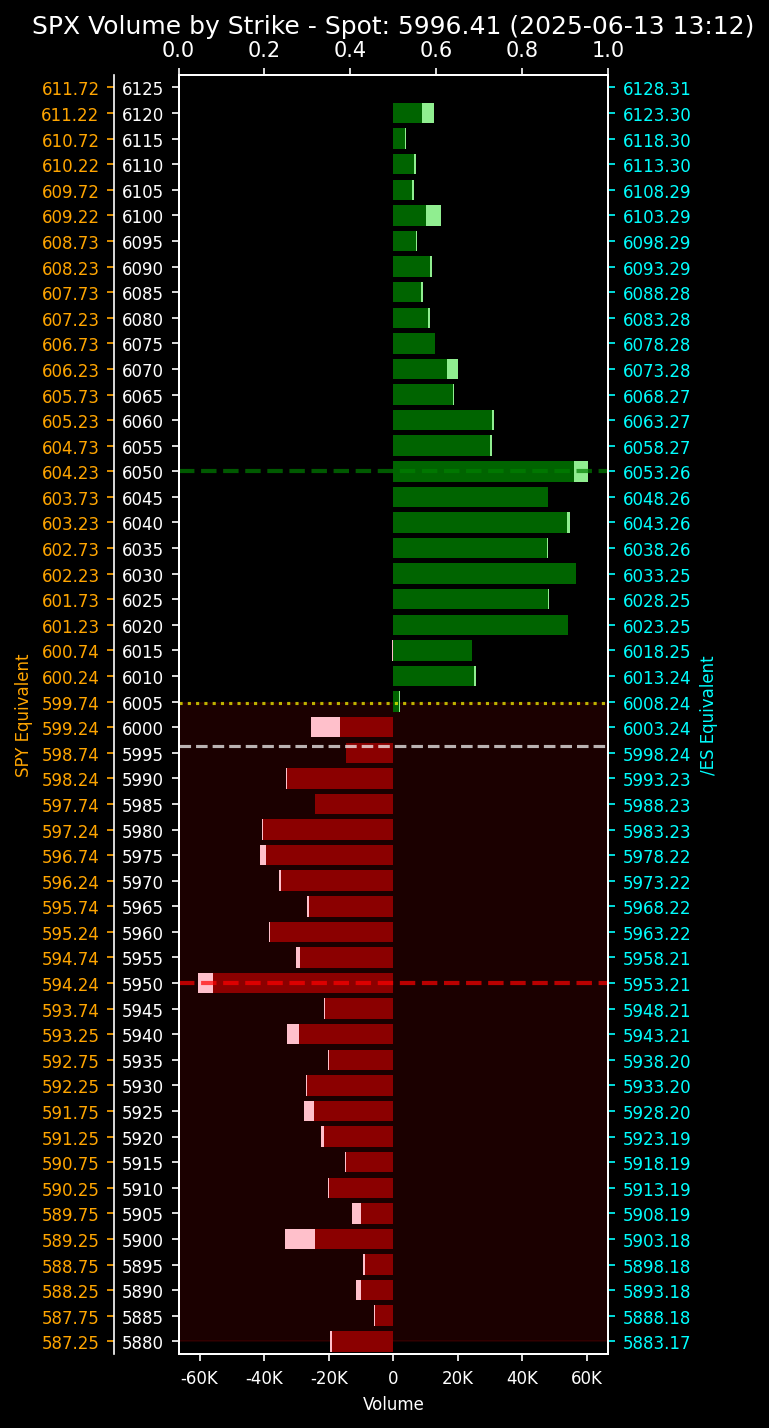 SPX Volume by Strike - Spot: 5996.41 (2025-06-13 13:12)
0.0 0.2 0.4 0.6 0.8 1.0
611.72 6125 6128.31
611.22 6120 6123.30
610.72 6115 6118.30
610.22 6110 6113.30
609.72 6105 6108.29
609.22 6100 6103.29
608.73 6095 6098.29
608.23 6090 6093.29
607.73 6085 6088.28
607.23 6080 6083.28
606.73 6075 6078.28
606.23 6070 6073.28
605.73 6065 6068.27
605.23 6060 6063.27
604.73 6055 6058.27
604.23 6050 6053.26
603.73 6045 6048.26
603.23 6040 6043.26
602.73 6035 6038.26
602.23 6030 6033.25
601.73 6025 6028.25
601.23 6020 6023.25
600.74 6015 6018.25
600.24 6010 6013.24
599.74 6005 6008.24
599.24 6000 6003.24
598.74 5995 5998.24
598.24 5990 5993.23
597.74 5985 5988.23
597.24 5980 5983.23
596.74 5975 5978.22
596.24 5970 5973.22
595.74 5965 5968.22
595.24 5960 5963.22
594.74 5955 5958.21
594.24 5950 5953.21
593.74 5945 5948.21
593.25 5940 5943.21
592.75 5935 5938.20
592.25 5930 5933.20
591.75 5925 5928.20
591.25 5920 5923.19
590.75 5915 5918.19
590.25 5910 5913.19
589.75 5905 5908.19
589.25 5900 5903.18
588.75 5895 5898.18
588.25 5890 5893.18
587.75 5885 5888.18
587.25 5880 5883.17
SPY Equivalent
/ES Equivalent
-60K -40K -20K 0 20K 40K 60K
Volume